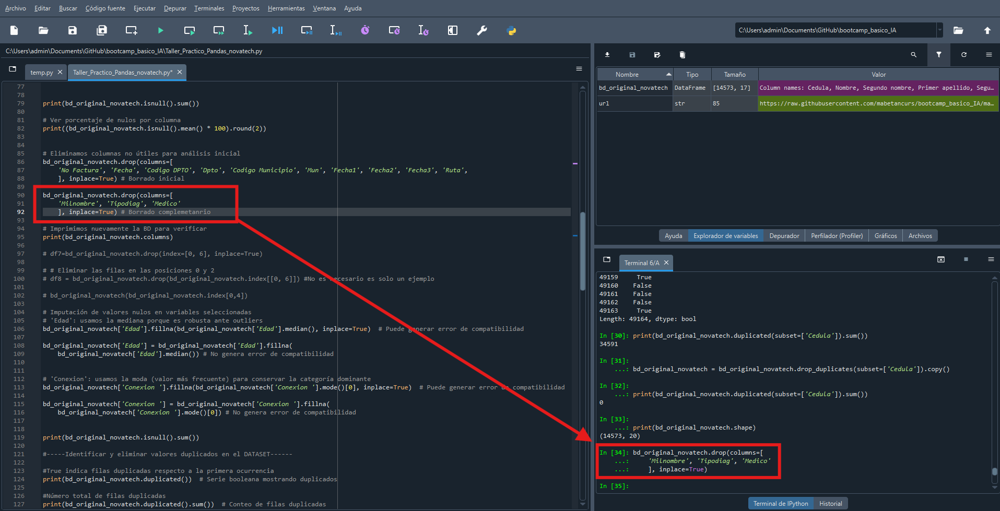 Archivo Editar Buscar Código fuente Ejecutar Depurar Terminales Proyectos Herramientas Ventana Ayuda
C:\Users\admin\Documents\GitHub\bootcamp_basico_IA
C:\Users\admin\Documents\GitHub\bootcamp_basico_IA\Taller_Practico_Pandas_novatech.py
temp.py
Taller_Practico_Pandas_novatech.py*
77
78
79 print(bd_original_novatech.isnull().sum())
80
81 # Ver porcentaje de nulos por columna
82 print((bd_original_novatech.isnull().mean() * 100).round(2))
83
84
85 # Eliminamos columnas no útiles para análisis inicial
86 bd_original_novatech.drop(columns=[
87     'No Factura', 'Fecha', 'Codigo DPTO', 'Dpto', 'Codigo Municipio', 'Mun', 'Fecha1', 'Fecha2', 'Fecha3', 'Ruta',
88     ], inplace=True) # Borrado inicial
89
90 bd_original_novatech.drop(columns=[
91     'Milnombre', 'Tipodiag', 'Medico'
92     ], inplace=True) # Borrado complemetanrio
93
94 # Imprimimos nuevamente la BD para verificar
95 print(bd_original_novatech.columns)
96
97 # df7=bd_original_novatech.drop(index=[0, 6], inplace=True)
98
99 # # Eliminar las filas en las posiciones 0 y 2
100 # df8 = bd_original_novatech.drop(bd_original_novatech.index[[0, 6]]) #No es necesario es solo un ejemplo
101
102 # bd_original_novatech(bd_original_novatech.index[0,4])
103
104 # Imputación de valores nulos en variables seleccionadas
105 # 'Edad': usamos la mediana porque es robusta ante outliers
106 bd_original_novatech['Edad'].fillna(bd_original_novatech['Edad'].median(), inplace=True)  # Puede generar error de compatibilidad
107
108 bd_original_novatech['Edad'] = bd_original_novatech['Edad'].fillna(
109     bd_original_novatech['Edad'].median()) # No genera error de compatibilidad
110
111
112 # 'Conexion': usamos la moda (valor más frecuente) para conservar la categoría dominante
113 bd_original_novatech['Conexion '].fillna(bd_original_novatech['Conexion '].mode()[0], inplace=True)  # Puede generar error de compatibilidad
114
115 bd_original_novatech['Conexion '] = bd_original_novatech['Conexion '].fillna(
116     bd_original_novatech['Conexion '].mode()[0]) # No genera error de compatibilidad
117
118
119 print(bd_original_novatech.isnull().sum())
120
121 #-----Identificar y eliminar valores duplicados en el DATASET------
122
123 #True indica filas duplicadas respecto a la primera ocurrencia
124 print(bd_original_novatech.duplicated())  # Serie booleana mostrando duplicados
125
126 #Número total de filas duplicadas
127 print(bd_original_novatech.duplicated().sum())  # Conteo de filas duplicadas
Nombre Tipo Tamaño Valor
bd_original_novatech DataFrame [14573, 17] Column names: Cedula, Nombre, Segundo nombre, Primer apellido, Segu…
url str 85 https://raw.githubusercontent.com/mabetancurs/bootcamp_basico_IA/ma…
Ayuda Explorador de variables Depurador Perfilador (Profiler) Gráficos Archivos
Terminal 6/A
49159     True
49160    False
49161    False
49162    False
49163     True
Length: 49164, dtype: bool
In [30]: print(bd_original_novatech.duplicated(subset=['Cedula']).sum())
34591
In [31]:
    ...: bd_original_novatech = bd_original_novatech.drop_duplicates(subset=['Cedula']).copy()
In [32]:
    ...: print(bd_original_novatech.duplicated(subset=['Cedula']).sum())
0
In [33]:
    ...: print(bd_original_novatech.shape)
(14573, 20)
In [34]: bd_original_novatech.drop(columns=[
    ...:     'Milnombre', 'Tipodiag', 'Medico'
    ...:     ], inplace=True)
In [35]:
Terminal de IPython Historial